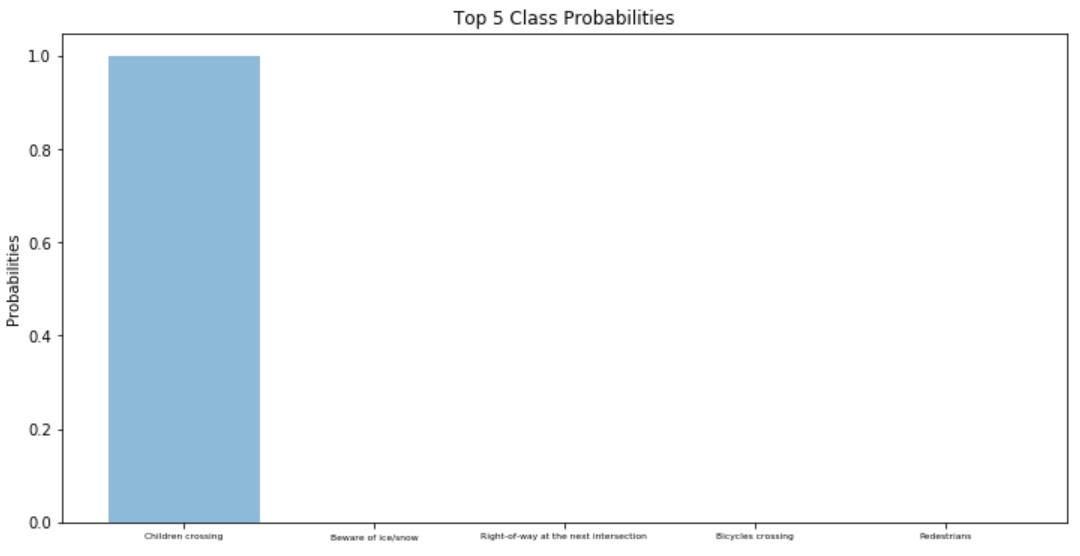 Top 5 Class Probabilities
Probabilities
1.0
0.8
0.6
0.4
0.2
0.0
Children crossing Beware of ice/snow Right-of-way at the next intersection Bicycles crossing Pedestrians